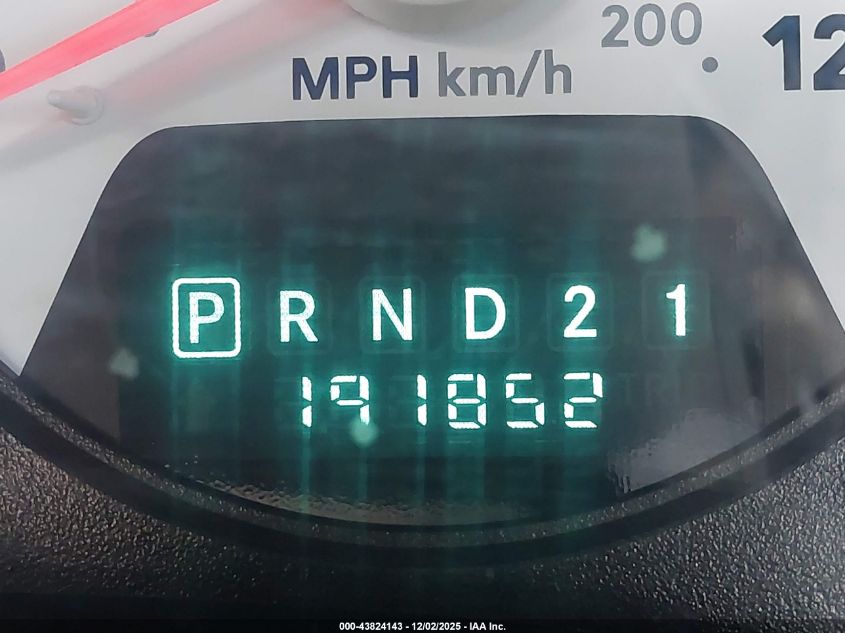 200
MPH km/h
12
P R N D 2 1
191852
000-43824143 - 12/02/2025 - IAA Inc.